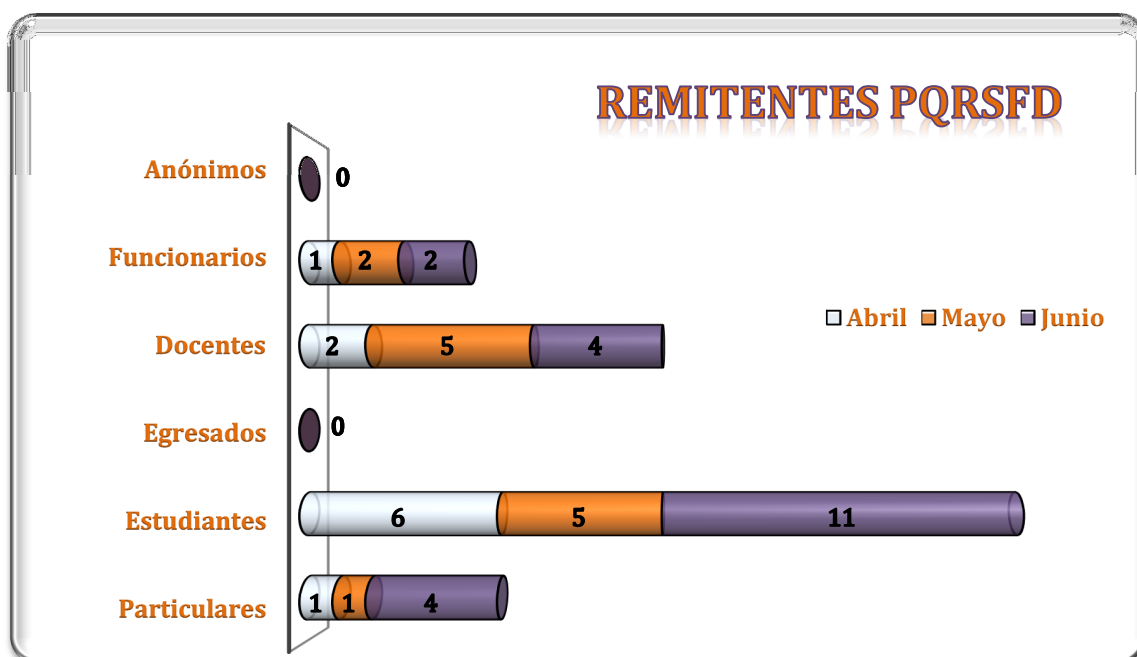 REMITENTES PQRSFD
Anónimos 0
Funcionarios 1 2 2
Abril Mayo Junio
Docentes 2 5 4
Egresados 0
Estudiantes 6 5 11
Particulares 1 1 4